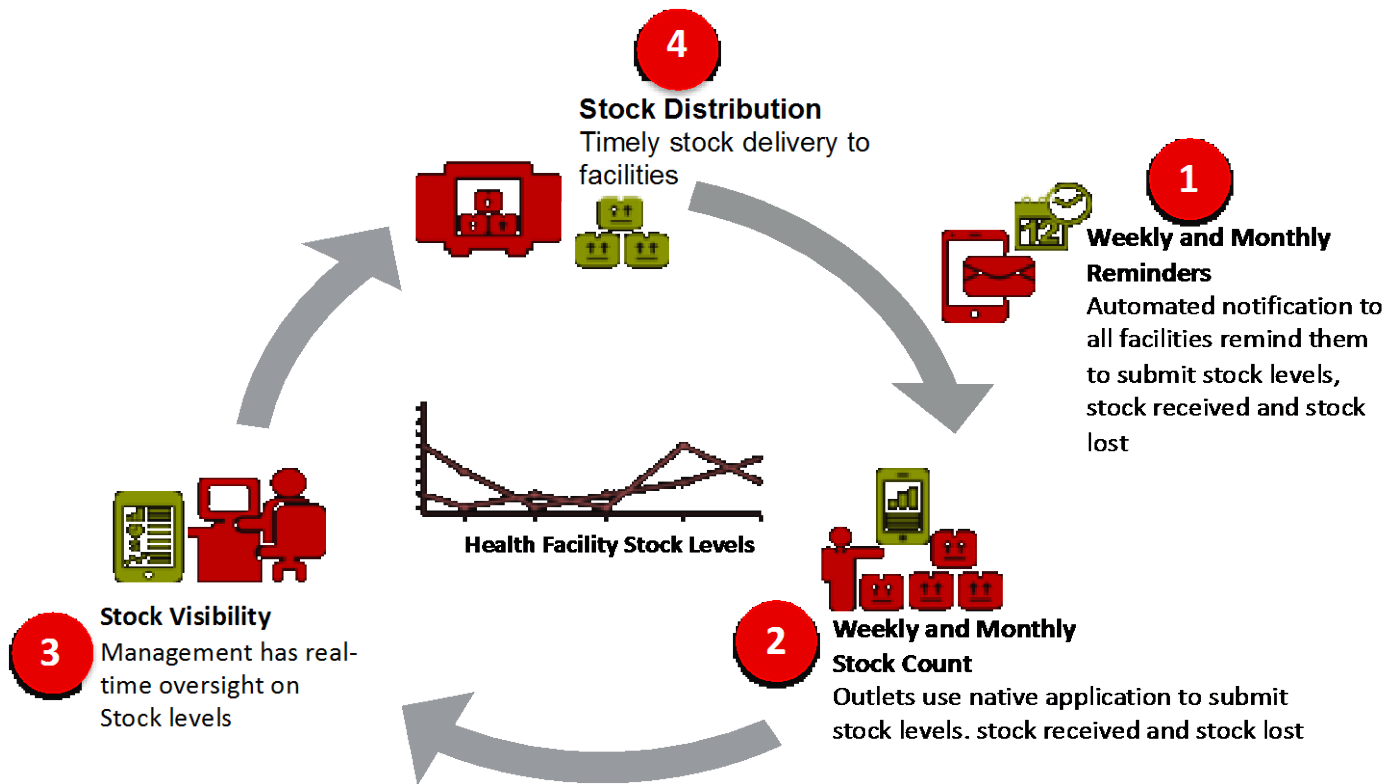 4
Stock Distribution
Timely stock delivery to
facilities
1
12
Weekly and Monthly
Reminders
Automated notification to
all facilities remind them
to submit stock levels,
stock received and stock
lost
Health Facility Stock Levels
2
Weekly and Monthly
Stock Count
Outlets use native application to submit
stock levels. stock received and stock lost
3
Stock Visibility
Management has real-
time oversight on
Stock levels